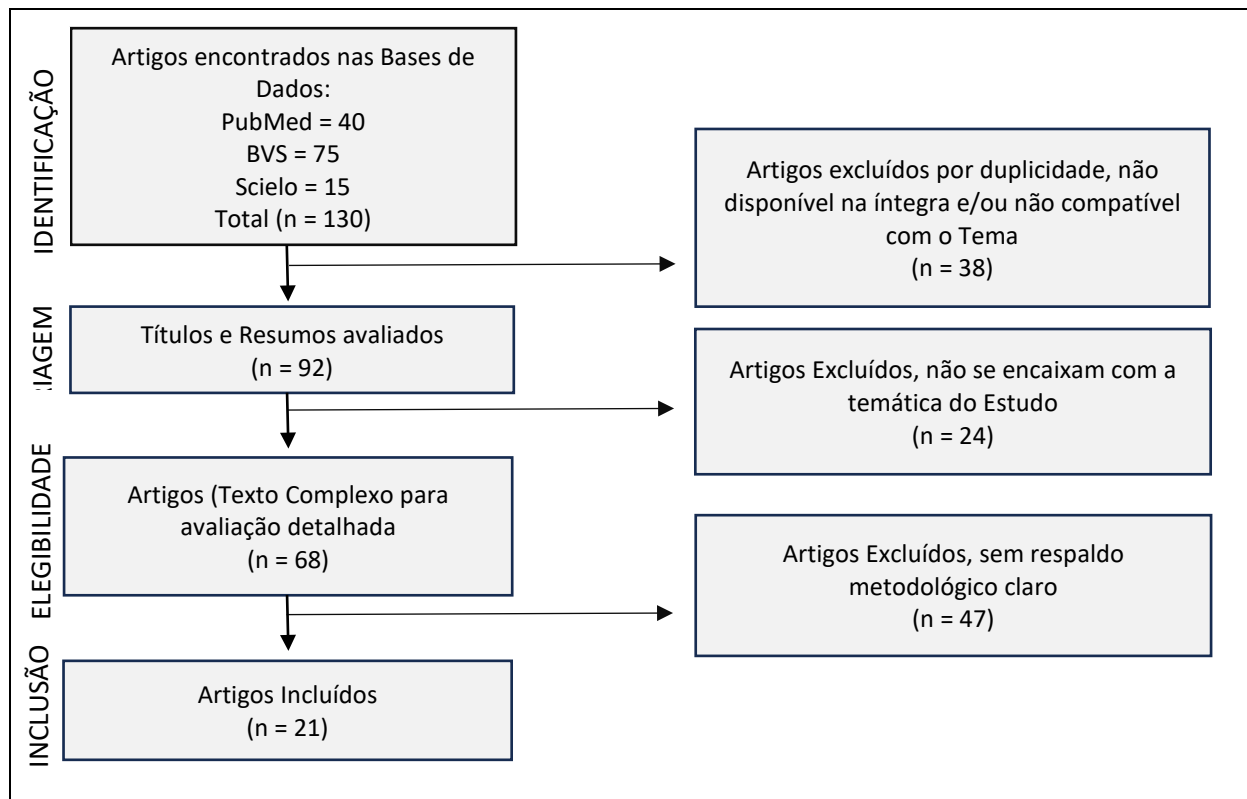 IDENTIFICAÇÃO
Artigos encontrados nas Bases de
Dados:
PubMed = 40
BVS = 75
Scielo = 15
Total (n = 130)
Artigos excluídos por duplicidade, não
disponível na íntegra e/ou não compatível
com o Tema
(n = 38)
RIAGEM
Títulos e Resumos avaliados
(n = 92)
Artigos Excluídos, não se encaixam com a
temática do Estudo
(n = 24)
ELEGIBILIDADE
Artigos (Texto Complexo para
avaliação detalhada
(n = 68)
Artigos Excluídos, sem respaldo
metodológico claro
(n = 47)
INCLUSÃO
Artigos Incluídos
(n = 21)